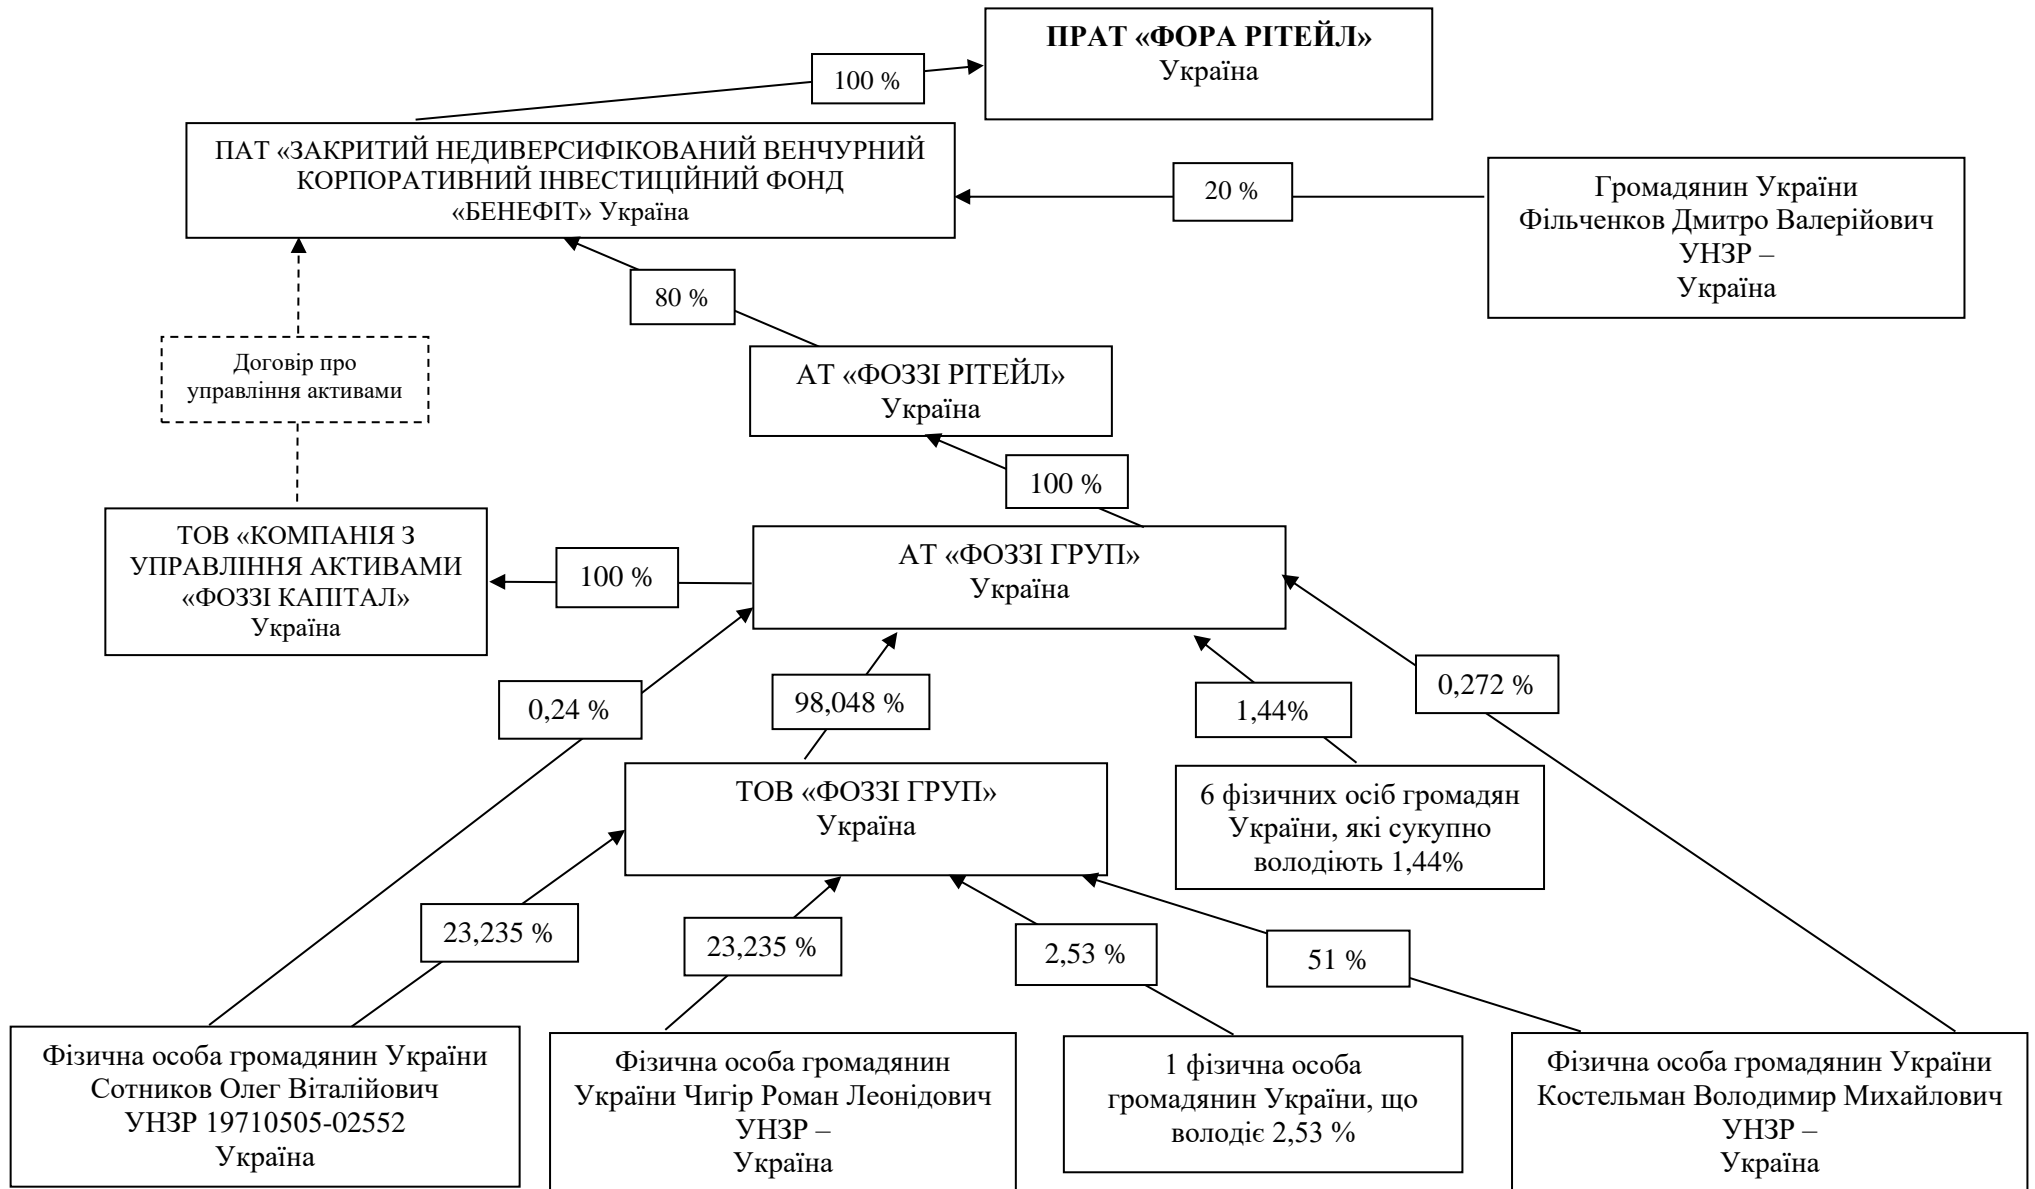 ПРАТ «ФОРА РІТЕЙЛ»
Україна
100 %
ПАТ «ЗАКРИТИЙ НЕДИВЕРСИФІКОВАНИЙ ВЕНЧУРНИЙ
КОРПОРАТИВНИЙ ІНВЕСТИЦІЙНИЙ ФОНД
«БЕНЕФІТ» Україна
20 %
Громадянин України
Фільченков Дмитро Валерійович
УНЗР –
Україна
80 %
Договір про
управління активами
АТ «ФОЗЗІ РІТЕЙЛ»
Україна
100 %
ТОВ «КОМПАНІЯ З
УПРАВЛІННЯ АКТИВАМИ
«ФОЗЗІ КАПІТАЛ»
Україна
100 %
АТ «ФОЗЗІ ГРУП»
Україна
0,24 %
98,048 %
1,44%
0,272 %
ТОВ «ФОЗЗІ ГРУП»
Україна
6 фізичних осіб громадян
України, які сукупно
володіють 1,44%
23,235 %
23,235 %
2,53 %
51 %
Фізична особа громадянин України
Сотников Олег Віталійович
УНЗР 19710505-02552
Україна
Фізична особа громадянин
України Чигір Роман Леонідович
УНЗР –
Україна
1 фізична особа
громадянин України, що
володіє 2,53 %
Фізична особа громадянин України
Костельман Володимир Михайлович
УНЗР –
Україна